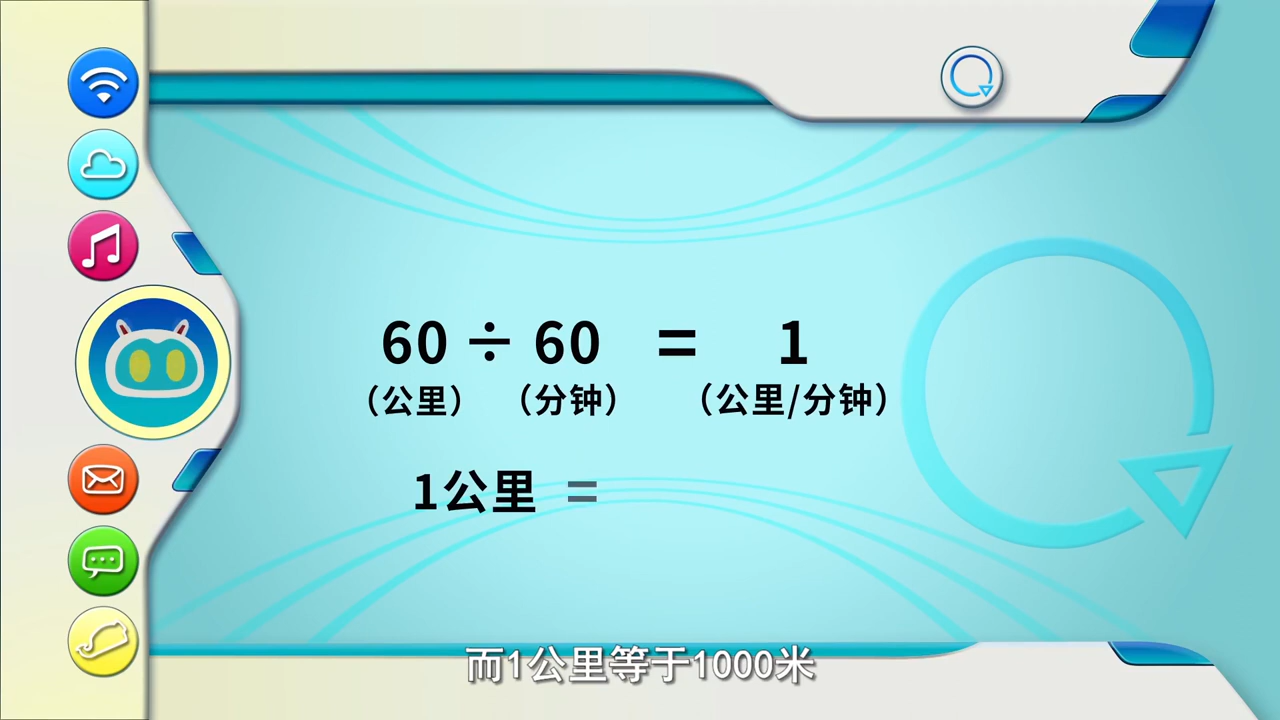 60 ÷ 60 = 1
（公里）（分钟）（公里/分钟）
1公里 =
而1公里等于1000米